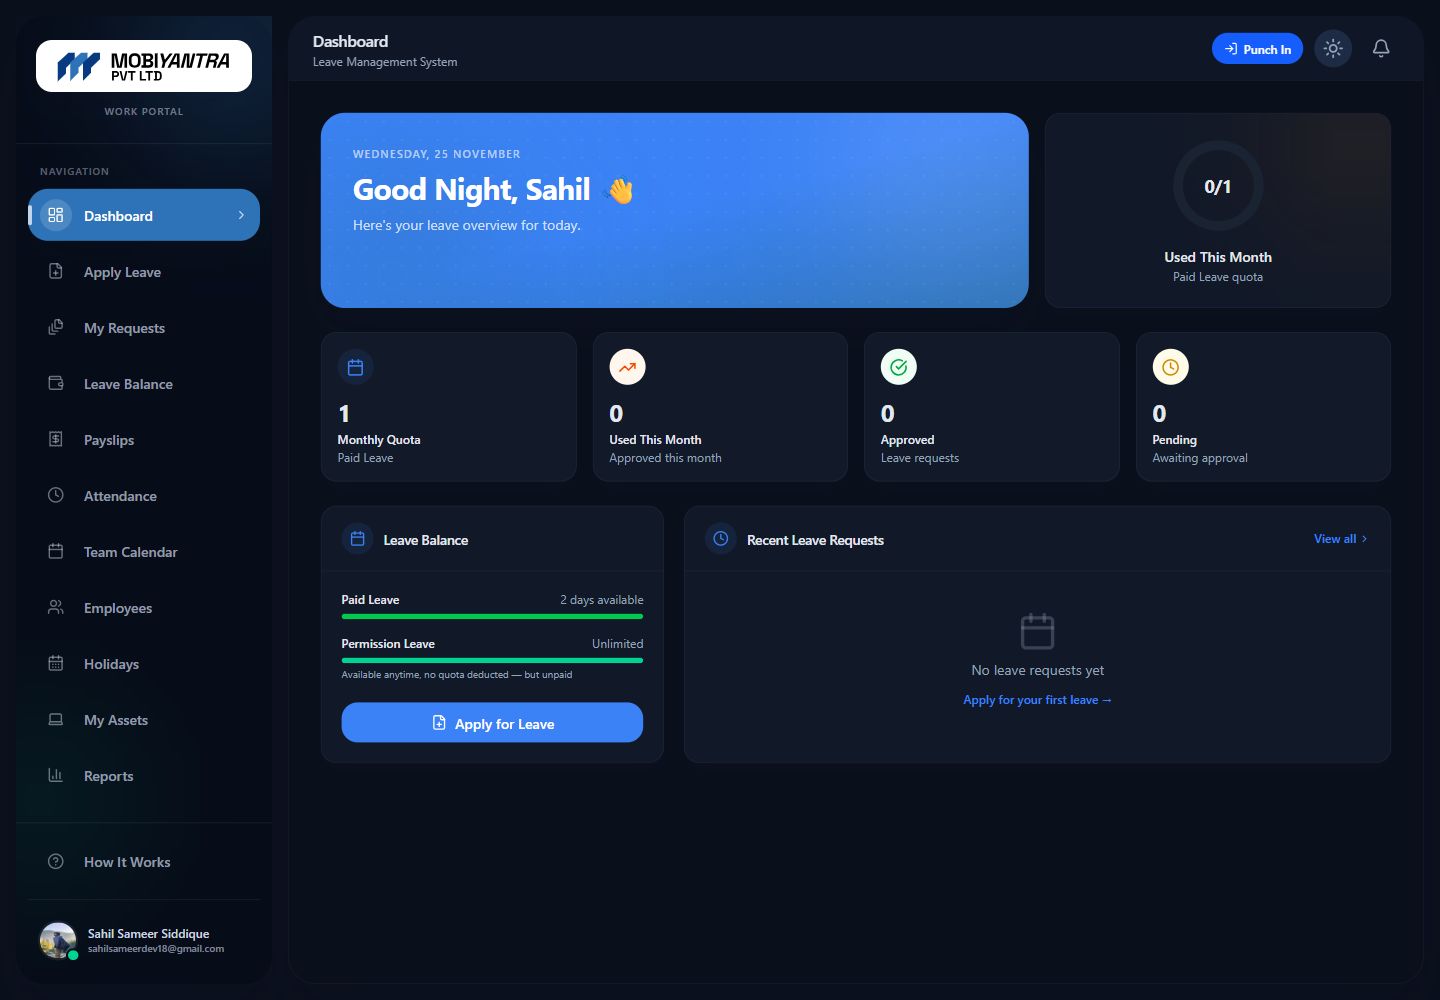 MOBIYANTRA
PVT LTD
WORK PORTAL
NAVIGATION
Dashboard
Apply Leave
My Requests
Leave Balance
Payslips
Attendance
Team Calendar
Employees
Holidays
My Assets
Reports
How It Works
Sahil Sameer Siddique
sahilsameerdev18@gmail.com
Dashboard
Leave Management System
Punch In
WEDNESDAY, 25 NOVEMBER
Good Night, Sahil 👋
Here's your leave overview for today.
0/1
Used This Month
Paid Leave quota
1
Monthly Quota
Paid Leave
0
Used This Month
Approved this month
0
Approved
Leave requests
0
Pending
Awaiting approval
Leave Balance
Paid Leave 2 days available
Permission Leave Unlimited
Available anytime, no quota deducted — but unpaid
Apply for Leave
Recent Leave Requests
View all
No leave requests yet
Apply for your first leave →